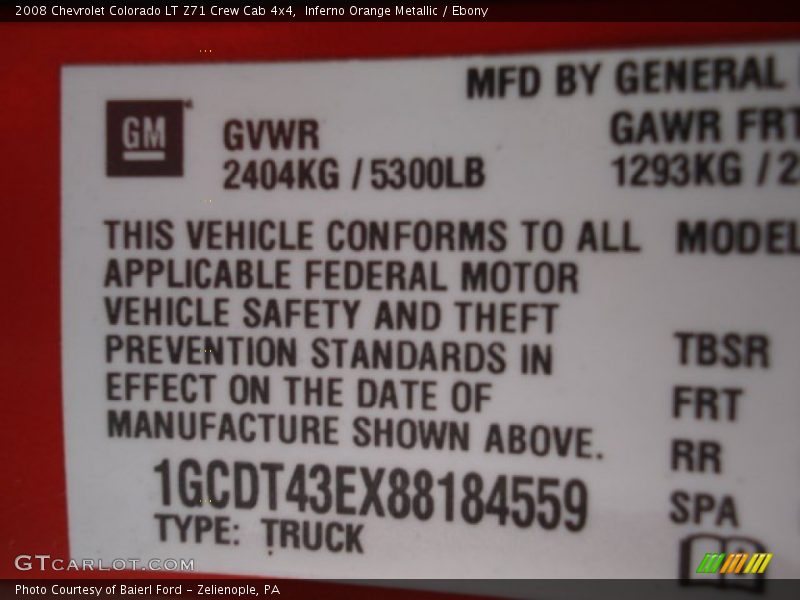 2008 Chevrolet Colorado LT Z71 Crew Cab 4x4,  Inferno Orange Metallic / Ebony
MFD BY GENERAL
GM
GVWR
GAWR FRT
2404KG / 5300LB
1293KG / 2
THIS VEHICLE CONFORMS TO ALL
MODEL
APPLICABLE FEDERAL MOTOR
VEHICLE SAFETY AND THEFT
PREVENTION STANDARDS IN
TBSR
EFFECT ON THE DATE OF
FRT
MANUFACTURE SHOWN ABOVE.
RR
1GCDT43EX88184559
SPA
TYPE: TRUCK
GTCARLOT.COM
Photo Courtesy of Baierl Ford - Zelienople, PA